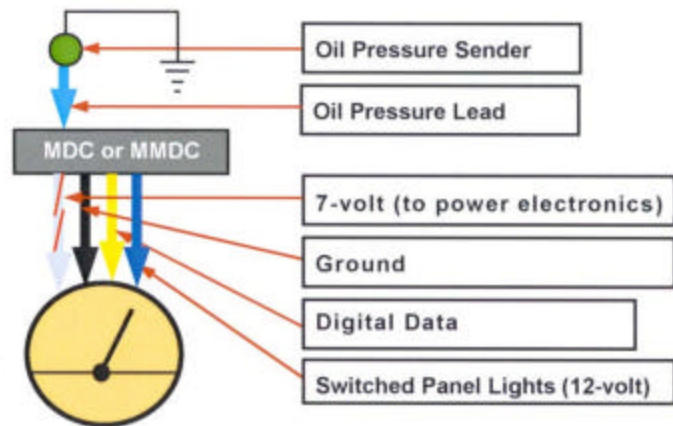 Oil Pressure Sender
Oil Pressure Lead
MDC or MMDC
7-volt (to power electronics)
Ground
Digital Data
Switched Panel Lights (12-volt)